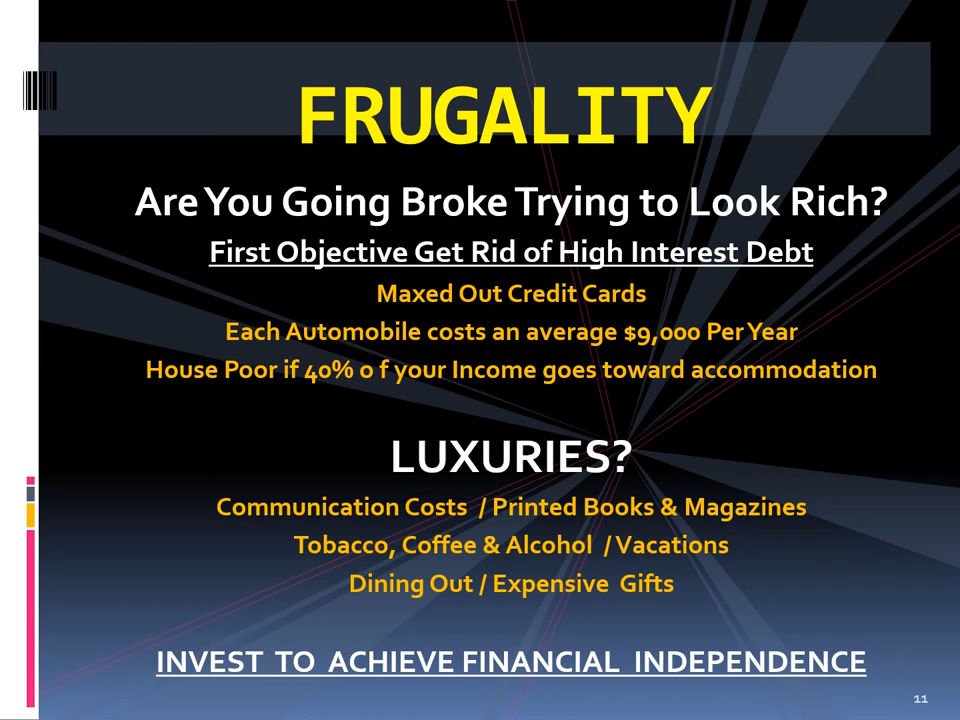 FRUGALITY
Are You Going Broke Trying to Look Rich?
First Objective Get Rid of High Interest Debt
Maxed Out Credit Cards
Each Automobile costs an average $9,000 Per Year
House Poor if 40% o f your Income goes toward accommodation
LUXURIES?
Communication Costs / Printed Books & Magazines
Tobacco, Coffee & Alcohol / Vacations
Dining Out / Expensive Gifts
INVEST TO ACHIEVE FINANCIAL INDEPENDENCE
11